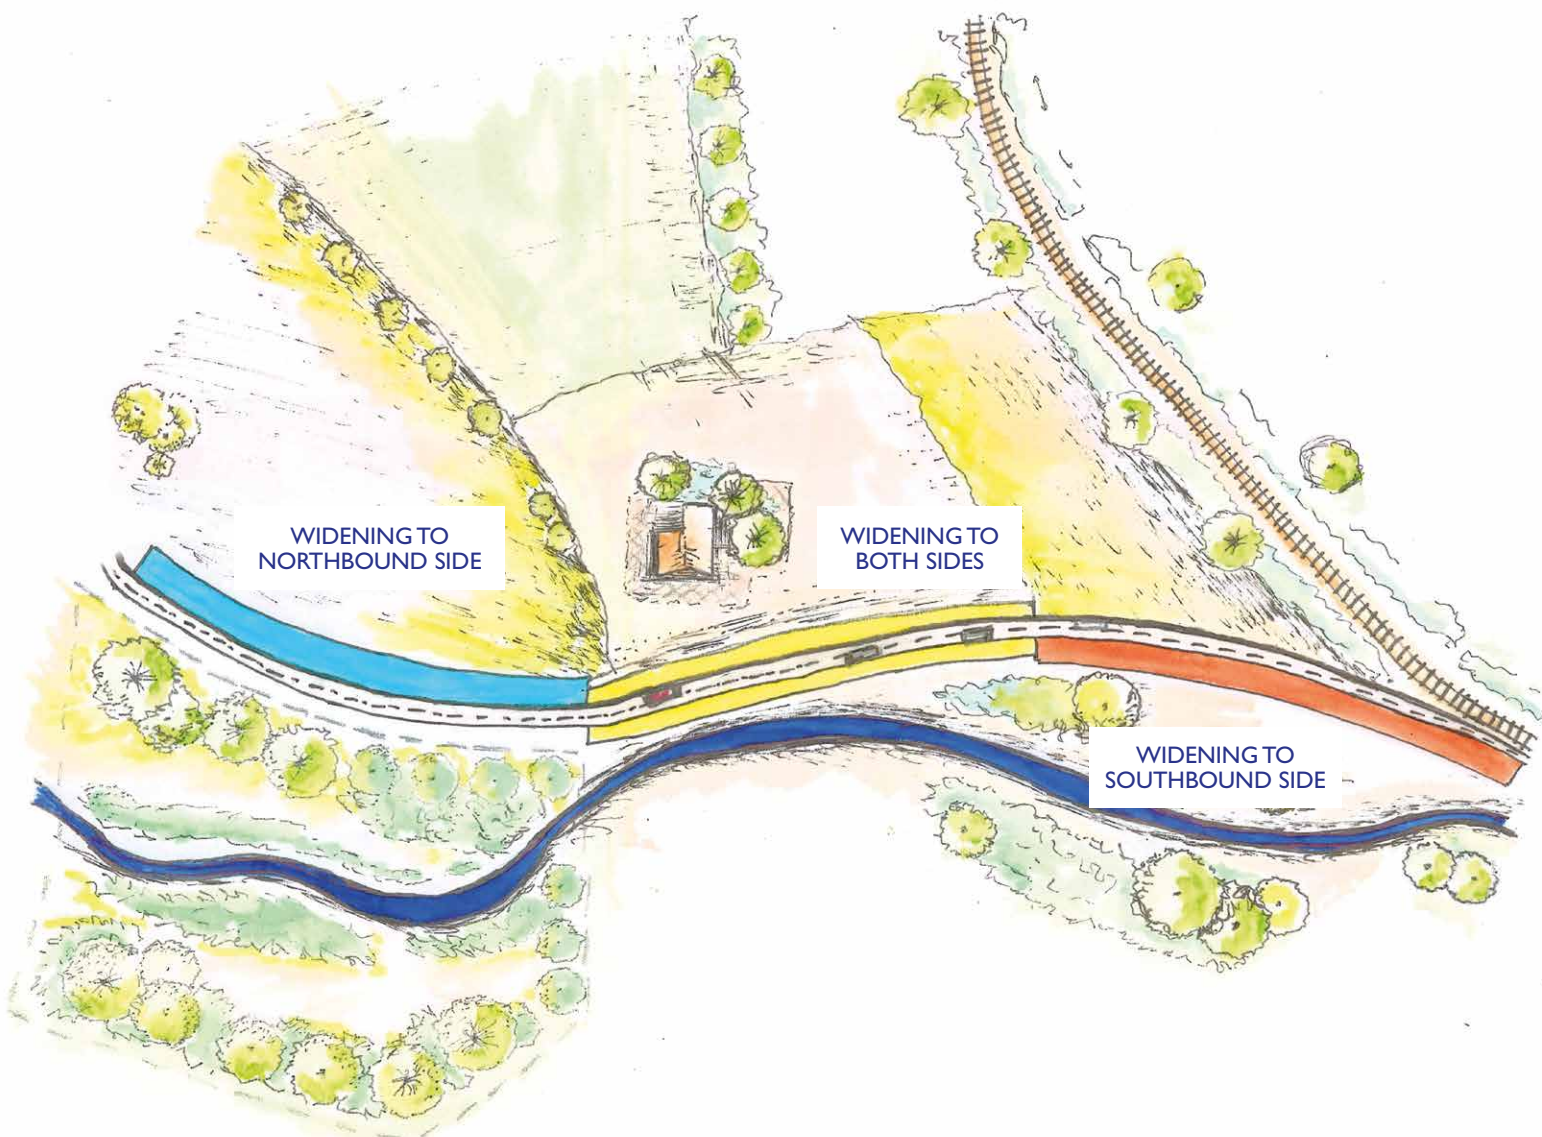 WIDENING TO
NORTHBOUND SIDE
WIDENING TO
BOTH SIDES
WIDENING TO
SOUTHBOUND SIDE